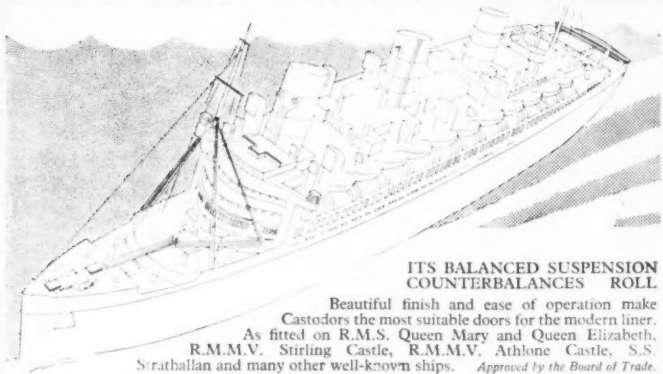 ITS BALANCED SUSPENSION
COUNTERBALANCES ROLL
Beautiful finish and ease of operation make
Castodors the most suitable doors for the modern liner.
As fitted on R.M.S. Queen Mary and Queen Elizabeth,
R.M.M.V. Stirling Castle, R.M.M.V. Athlone Castle, S.S.
Strathallan and many other well-known ships. Approved by the Board of Trade.